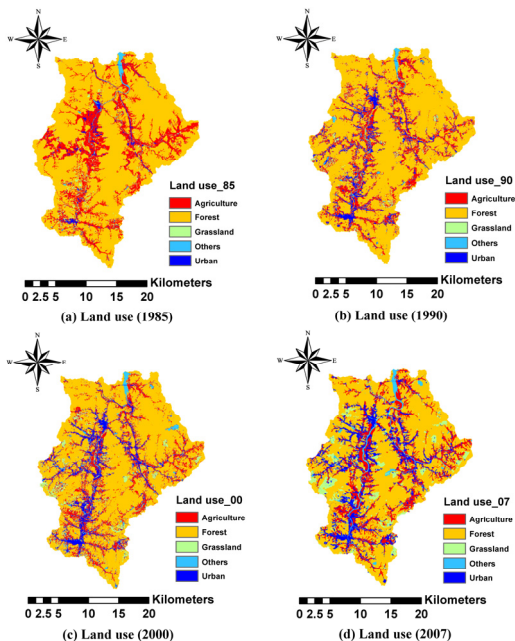 N
W E
S
Land use_85
Agriculture
Forest
Grassland
Others
Urban
Kilometers
0 2.5 5 10 15 20
(a) Land use (1985)
N
W E
S
Land use_90
Agriculture
Forest
Grassland
Others
Urban
Kilometers
0 2.5 5 10 15 20
(b) Land use (1990)
N
W E
S
Land use_00
Agriculture
Forest
Grassland
Others
Urban
Kilometers
0 2.5 5 10 15 20
(c) Land use (2000)
N
W E
S
Land use_07
Agriculture
Forest
Grassland
Others
Urban
Kilometers
0 2.5 5 10 15 20
(d) Land use (2007)